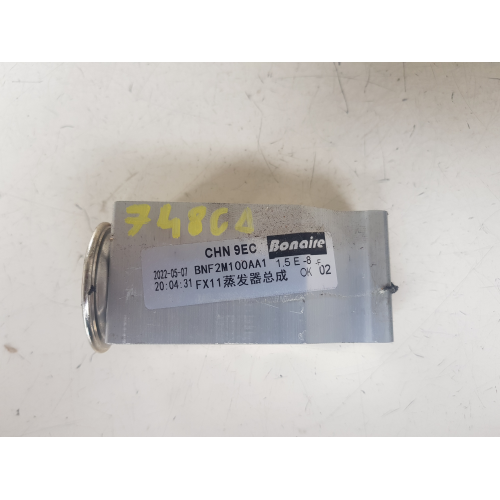 CHN 9EC Bonaire
2022-05-07 BNF2M100AA1 1.5 E -8 F
20:04:31 FX11蒸发器总成 OK 02